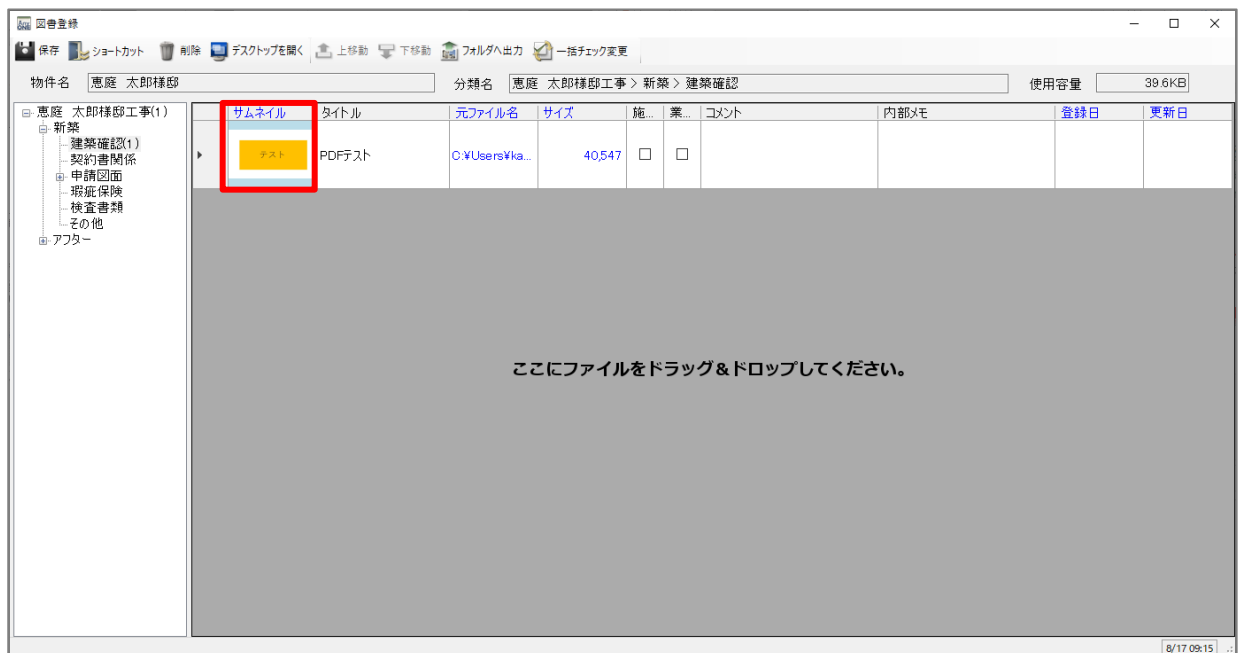 図書登録
保存 ショートカット 削除 デスクトップを開く 上移動 下移動 フォルダへ出力 一括チェック変更
物件名 恵庭 太郎様邸 分類名 恵庭 太郎様邸工事 > 新築 > 建築確認 使用容量 39.6KB
恵庭 太郎様邸工事(1)
新築
建築確認(1)
契約書関係
申請図面
瑕疵保険
検査書類
その他
アフター
サムネイル タイトル 元ファイル名 サイズ 施... 業... コメント 内部メモ 登録日 更新日
テスト PDFテスト C:¥Users¥ka... 40,547
ここにファイルをドラッグ&ドロップしてください。
8/17 09:15